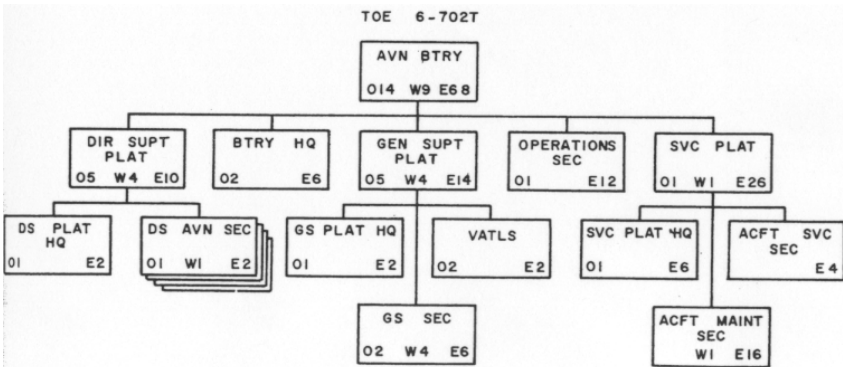 TOE 6-702T
AVN BTRY
O14 W9 E68
DIR SUPT
PLAT
O5 W4 E10
BTRY HQ
O2 E6
GEN SUPT
PLAT
O5 W4 E14
OPERATIONS
SEC
O1 E12
SVC PLAT
O1 W1 E26
DS PLAT
HQ
O1 E2
DS AVN SEC
O1 W1 E2
GS PLAT HQ
O1 E2
VATLS
O2 E2
SVC PLAT HQ
O1 E6
ACFT SVC
SEC
E4
GS SEC
O2 W4 E6
ACFT MAINT
SEC
W1 E16